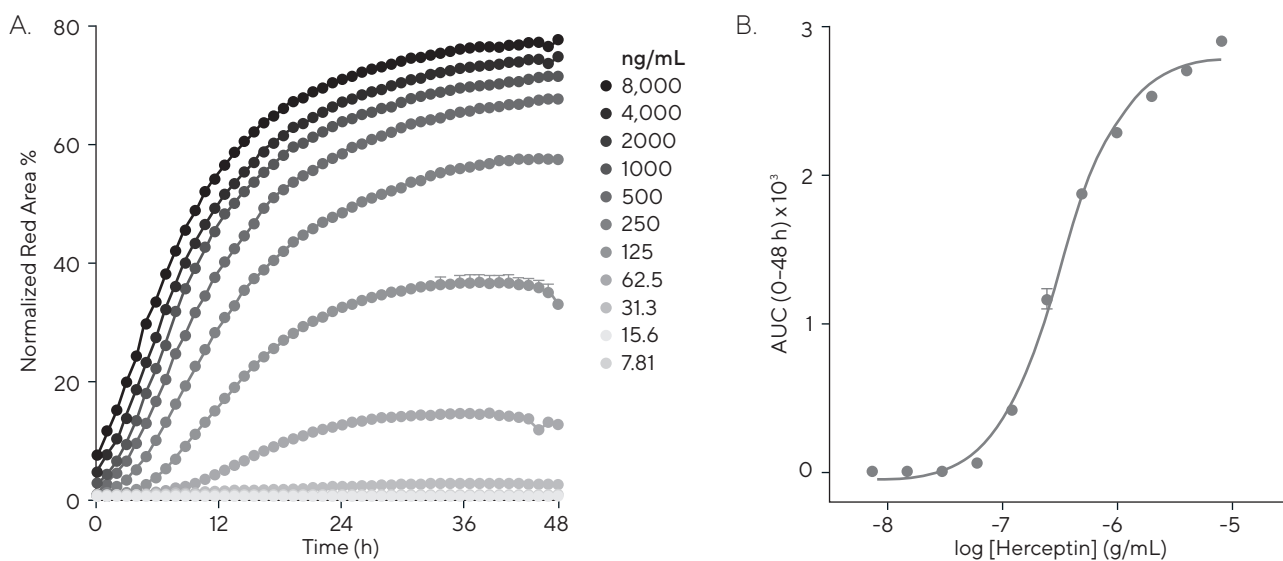 A.
Normalized Red Area %
80
60
40
20
0
0 12 24 36 48
Time (h)
ng/mL
8,000
4,000
2000
1000
500
250
125
62.5
31.3
15.6
7.81
B.
AUC (0–48 h) x 10³
3
2
1
0
-8 -7 -6 -5
log [Herceptin] (g/mL)